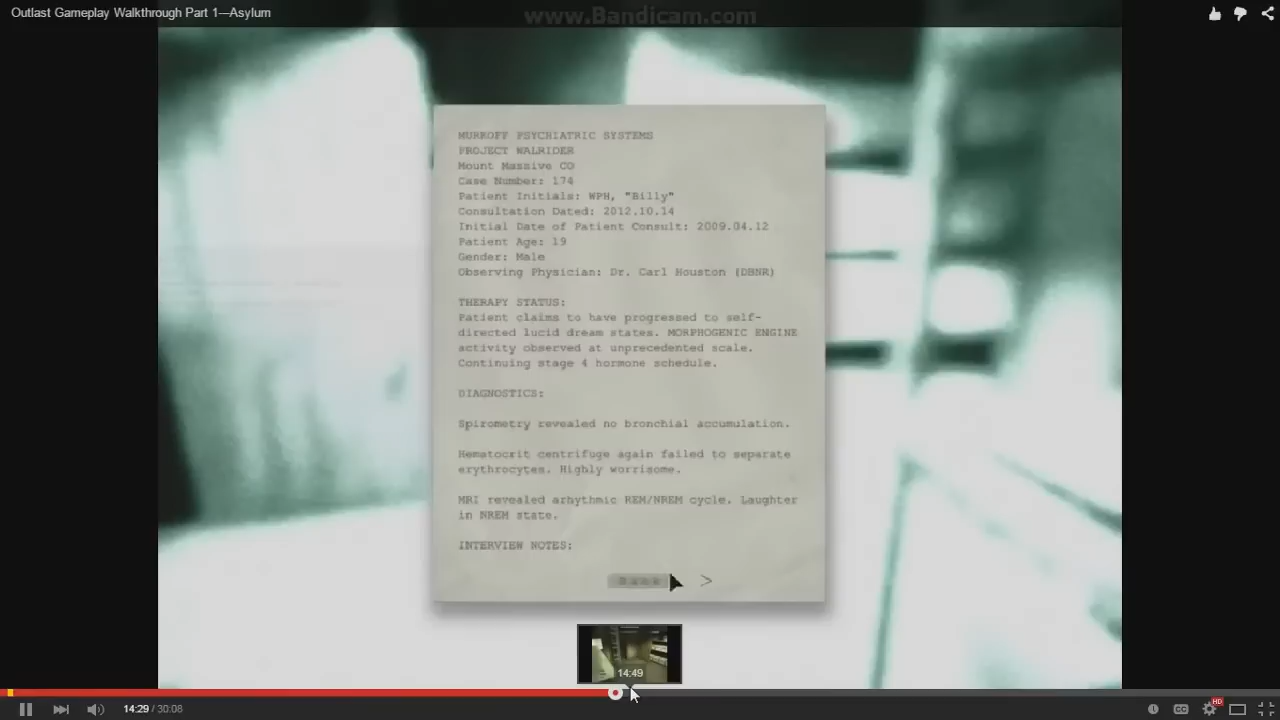 Outlast Gameplay Walkthrough Part 1—Asylum
www.Bandicam.com
MURKOFF PSYCHIATRIC SYSTEMS
PROJECT WALRIDER
Mount Massive CO
Case Number: 174
Patient Initials: WPH, "Billy"
Consultation Dated: 2012.10.14
Initial Date of Patient Consult: 2009.04.12
Patient Age: 19
Gender: Male
Observing Physician: Dr. Carl Houston (DBNR)
THERAPY STATUS:
Patient claims to have progressed to self-
directed lucid dream states. MORPHOGENIC ENGINE
activity observed at unprecedented scale.
Continuing stage 4 hormone schedule.
DIAGNOSTICS:
Spirometry revealed no bronchial accumulation.
Hematocrit centrifuge again failed to separate
erythrocytes. Highly worrisome.
MRI revealed arhythmic REM/NREM cycle. Laughter
in NREM state.
INTERVIEW NOTES:
>
14:49
14:29 / 30:08
CC
HD